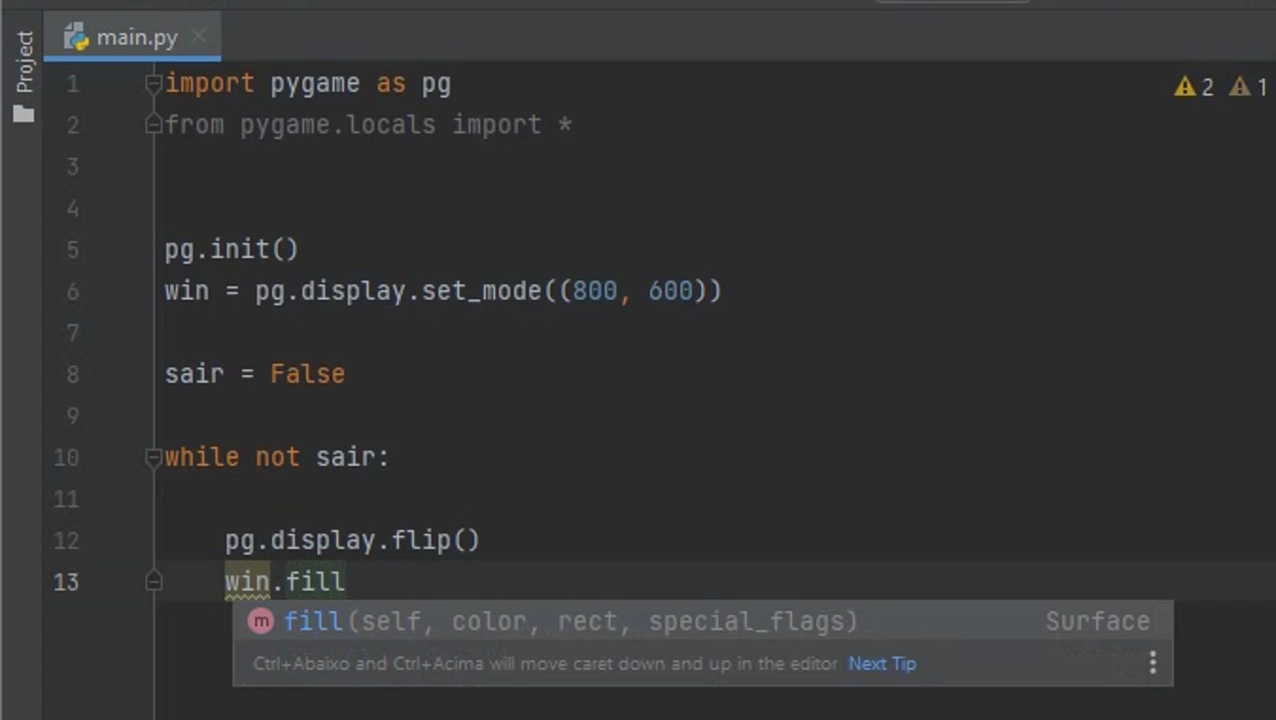 Project
main.py
2 1
1 import pygame as pg
2 from pygame.locals import *
3
4
5 pg.init()
6 win = pg.display.set_mode((800, 600))
7
8 sair = False
9
10 while not sair:
11
12 pg.display.flip()
13 win.fill
m fill(self, color, rect, special_flags) Surface
Ctrl+Abaixo and Ctrl+Acima will move caret down and up in the editor Next Tip